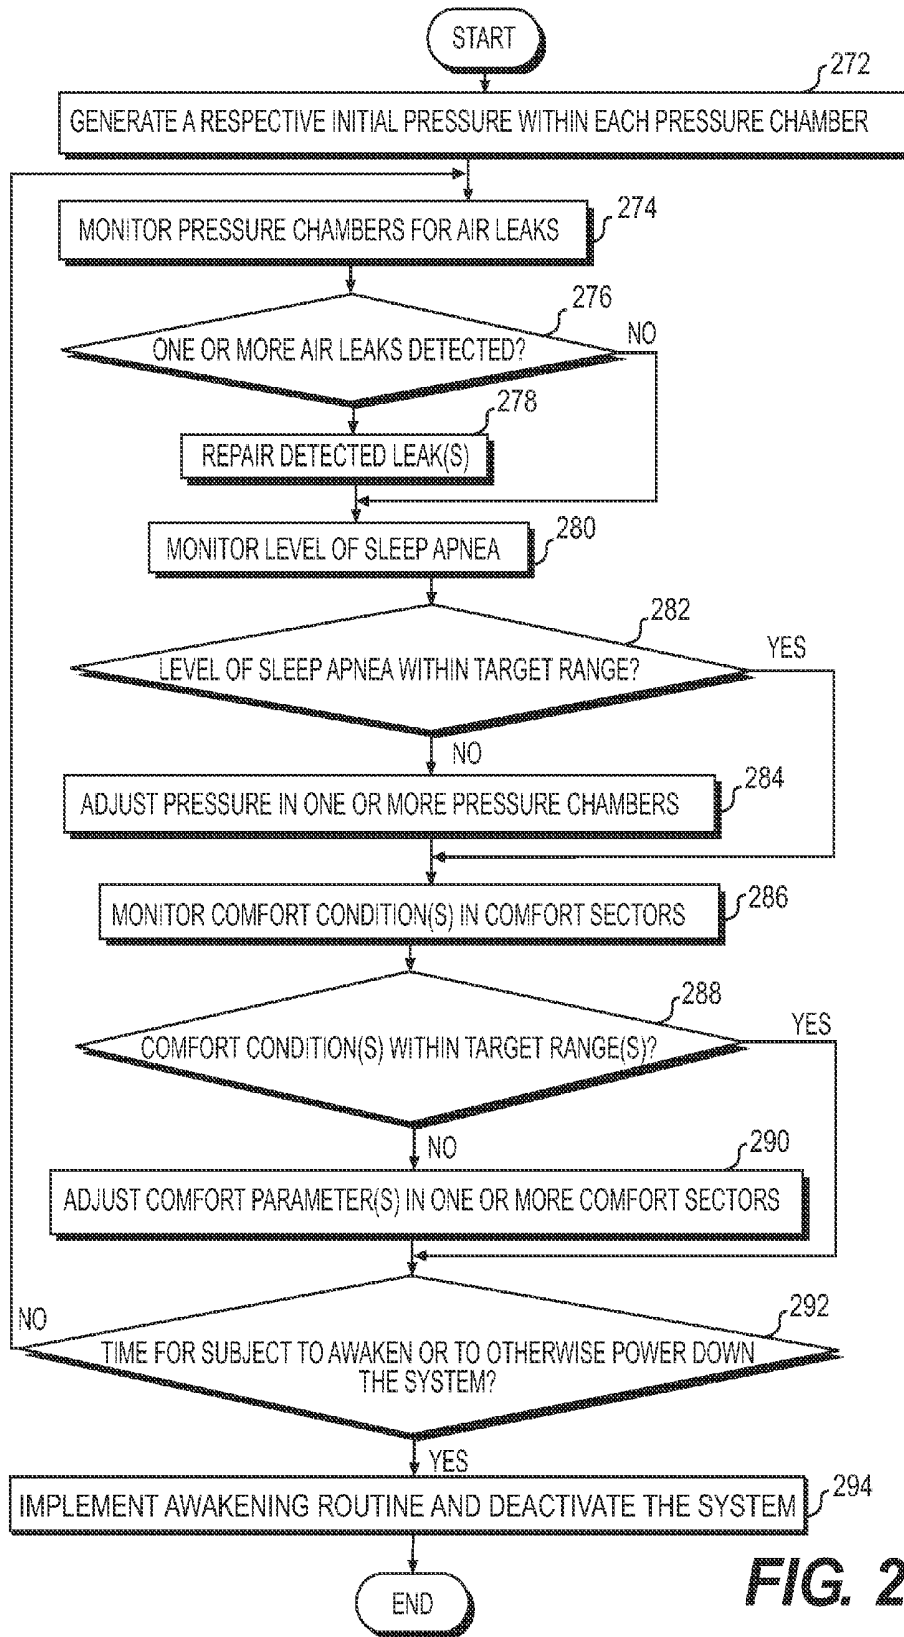 START
272
GENERATE A RESPECTIVE INITIAL PRESSURE WITHIN EACH PRESSURE CHAMBER
MONITOR PRESSURE CHAMBERS FOR AIR LEAKS
274
276
ONE OR MORE AIR LEAKS DETECTED?
NO
278
REPAIR DETECTED LEAK(S)
MONITOR LEVEL OF SLEEP APNEA
280
282
LEVEL OF SLEEP APNEA WITHIN TARGET RANGE?
YES
NO
ADJUST PRESSURE IN ONE OR MORE PRESSURE CHAMBERS
284
MONITOR COMFORT CONDITION(S) IN COMFORT SECTORS
286
288
COMFORT CONDITION(S) WITHIN TARGET RANGE(S)?
YES
NO
290
ADJUST COMFORT PARAMETER(S) IN ONE OR MORE COMFORT SECTORS
NO
292
TIME FOR SUBJECT TO AWAKEN OR TO OTHERWISE POWER DOWN
THE SYSTEM?
YES
IMPLEMENT AWAKENING ROUTINE AND DEACTIVATE THE SYSTEM
294
END
FIG. 2